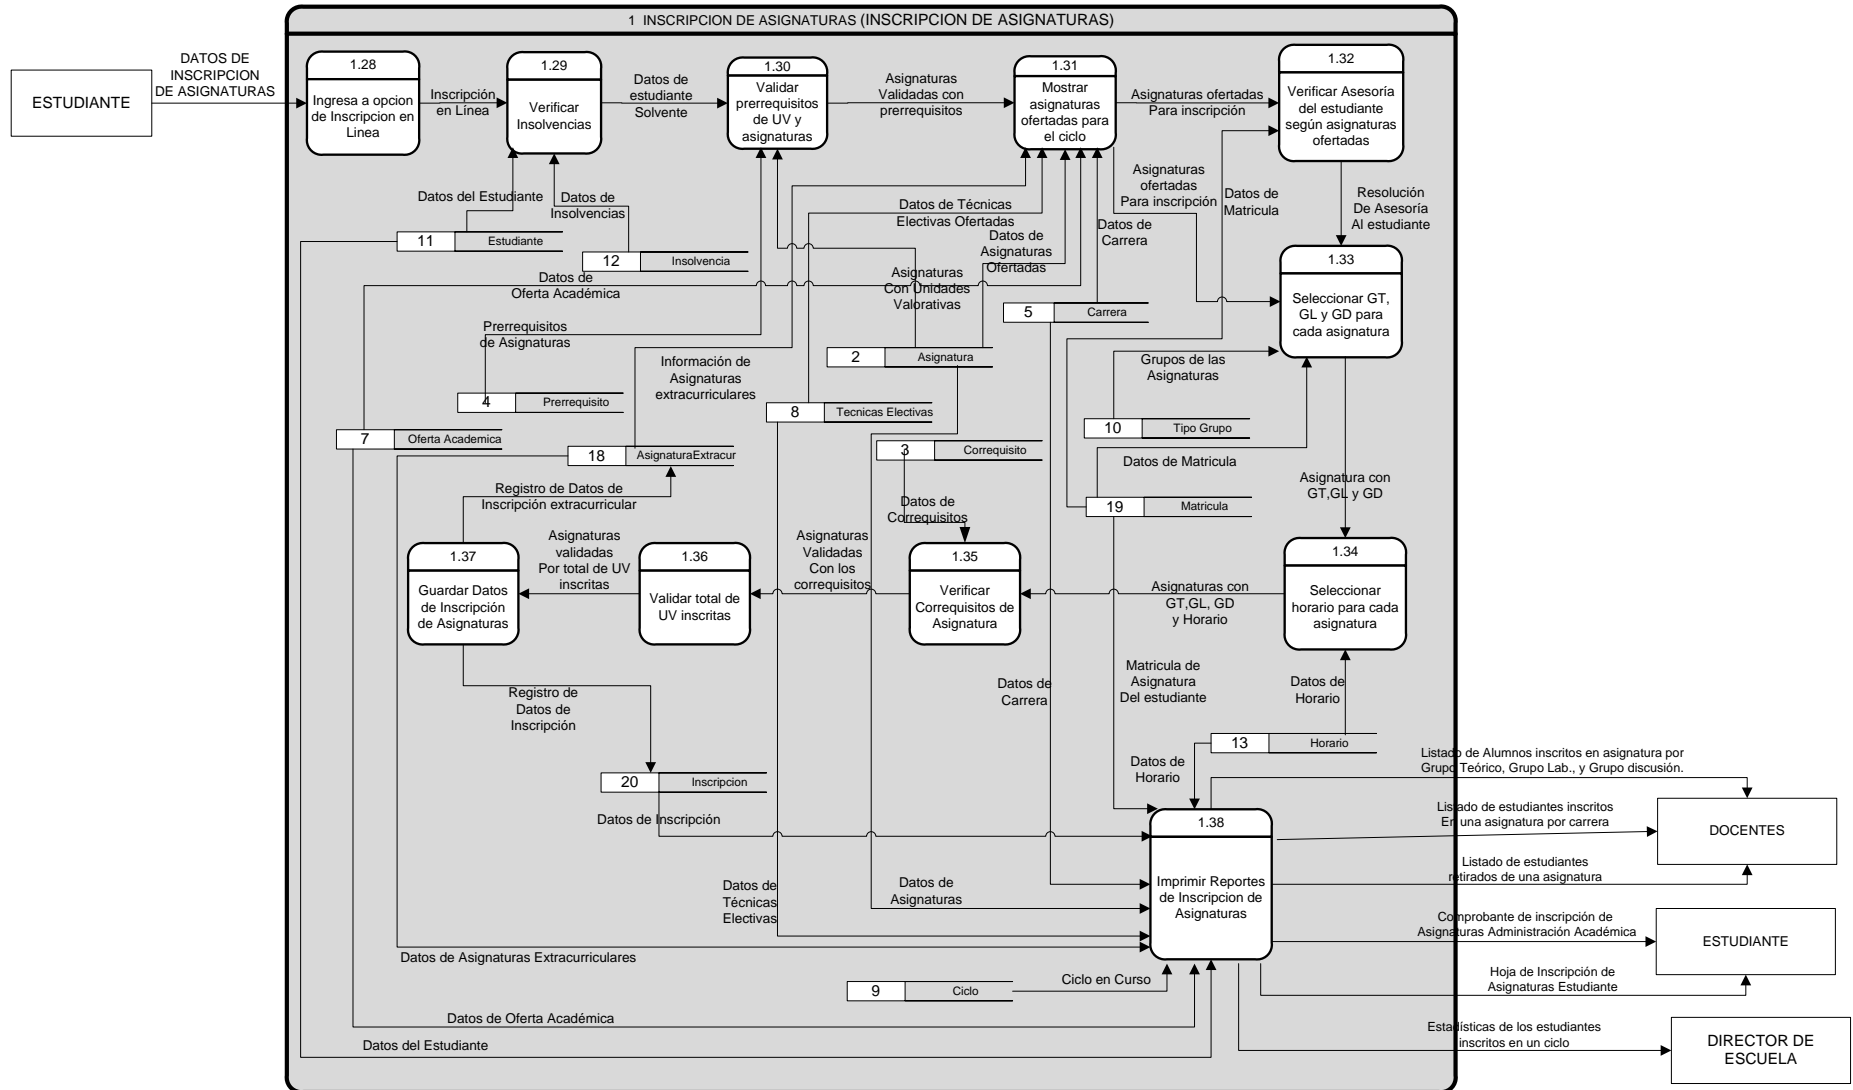 1 INSCRIPCION DE ASIGNATURAS (INSCRIPCION DE ASIGNATURAS)
ESTUDIANTE
DATOS DE
INSCRIPCION
DE ASIGNATURAS
1.28
Ingresa a opcion
de Inscripcion en
Linea
Inscripción
en Línea
1.29
Verificar
Insolvencias
Datos de
estudiante
Solvente
1.30
Validar
prerrequisitos
de UV y
asignaturas
Asignaturas
Validadas con
prerrequisitos
1.31
Mostrar
asignaturas
ofertadas para
el ciclo
Asignaturas ofertadas
Para inscripción
1.32
Verificar Asesoría
del estudiante
según asignaturas
ofertadas
Datos del Estudiante
Datos de
Insolvencias
Datos de Técnicas
Electivas Ofertadas
Asignaturas
ofertadas
Para inscripción
Datos de
Matricula
Resolución
De Asesoría
Al estudiante
11
Estudiante
12
Insolvencia
Datos de
Asignaturas
Ofertadas
Datos de
Carrera
Datos de
Oferta Académica
Asignaturas
Con Unidades
Valorativas
1.33
Seleccionar GT,
GL y GD para
cada asignatura
5
Carrera
Prerrequisitos
de Asignaturas
Información de
Asignaturas
extracurriculares
2
Asignatura
Grupos de las
Asignaturas
4
Prerrequisito
8
Tecnicas Electivas
10
Tipo Grupo
7
Oferta Academica
18
AsignaturaExtracur
3
Correquisito
Datos de Matricula
Asignatura con
GT,GL y GD
Registro de Datos de
Inscripción extracurricular
Datos de
Correquisitos
19
Matricula
1.37
Guardar Datos
de Inscripción
de Asignaturas
Asignaturas
validadas
Por total de UV
inscritas
1.36
Validar total de
UV inscritas
Asignaturas
Validadas
Con los
correquisitos
1.35
Verificar
Correquisitos de
Asignatura
Asignaturas con
GT,GL, GD
y Horario
1.34
Seleccionar
horario para cada
asignatura
Registro de
Datos de
Inscripción
Datos de
Carrera
Matricula de
Asignatura
Del estudiante
Datos de
Horario
13
Horario
Datos de
Horario
20
Inscripcion
Datos de Inscripción
1.38
Imprimir Reportes
de Inscripcion de
Asignaturas
Listado de Alumnos inscritos en asignatura por
Grupo Teórico, Grupo Lab., y Grupo discusión.
Listado de estudiantes inscritos
En una asignatura por carrera
DOCENTES
Listado de estudiantes
retirados de una asignatura
Datos de
Técnicas
Electivas
Datos de
Asignaturas
Comprobante de inscripción de
Asignaturas Administración Académica
ESTUDIANTE
Datos de Asignaturas Extracurriculares
9
Ciclo
Ciclo en Curso
Hoja de Inscripción de
Asignaturas Estudiante
Datos de Oferta Académica
Datos del Estudiante
Estadísticas de los estudiantes
inscritos en un ciclo
DIRECTOR DE
ESCUELA